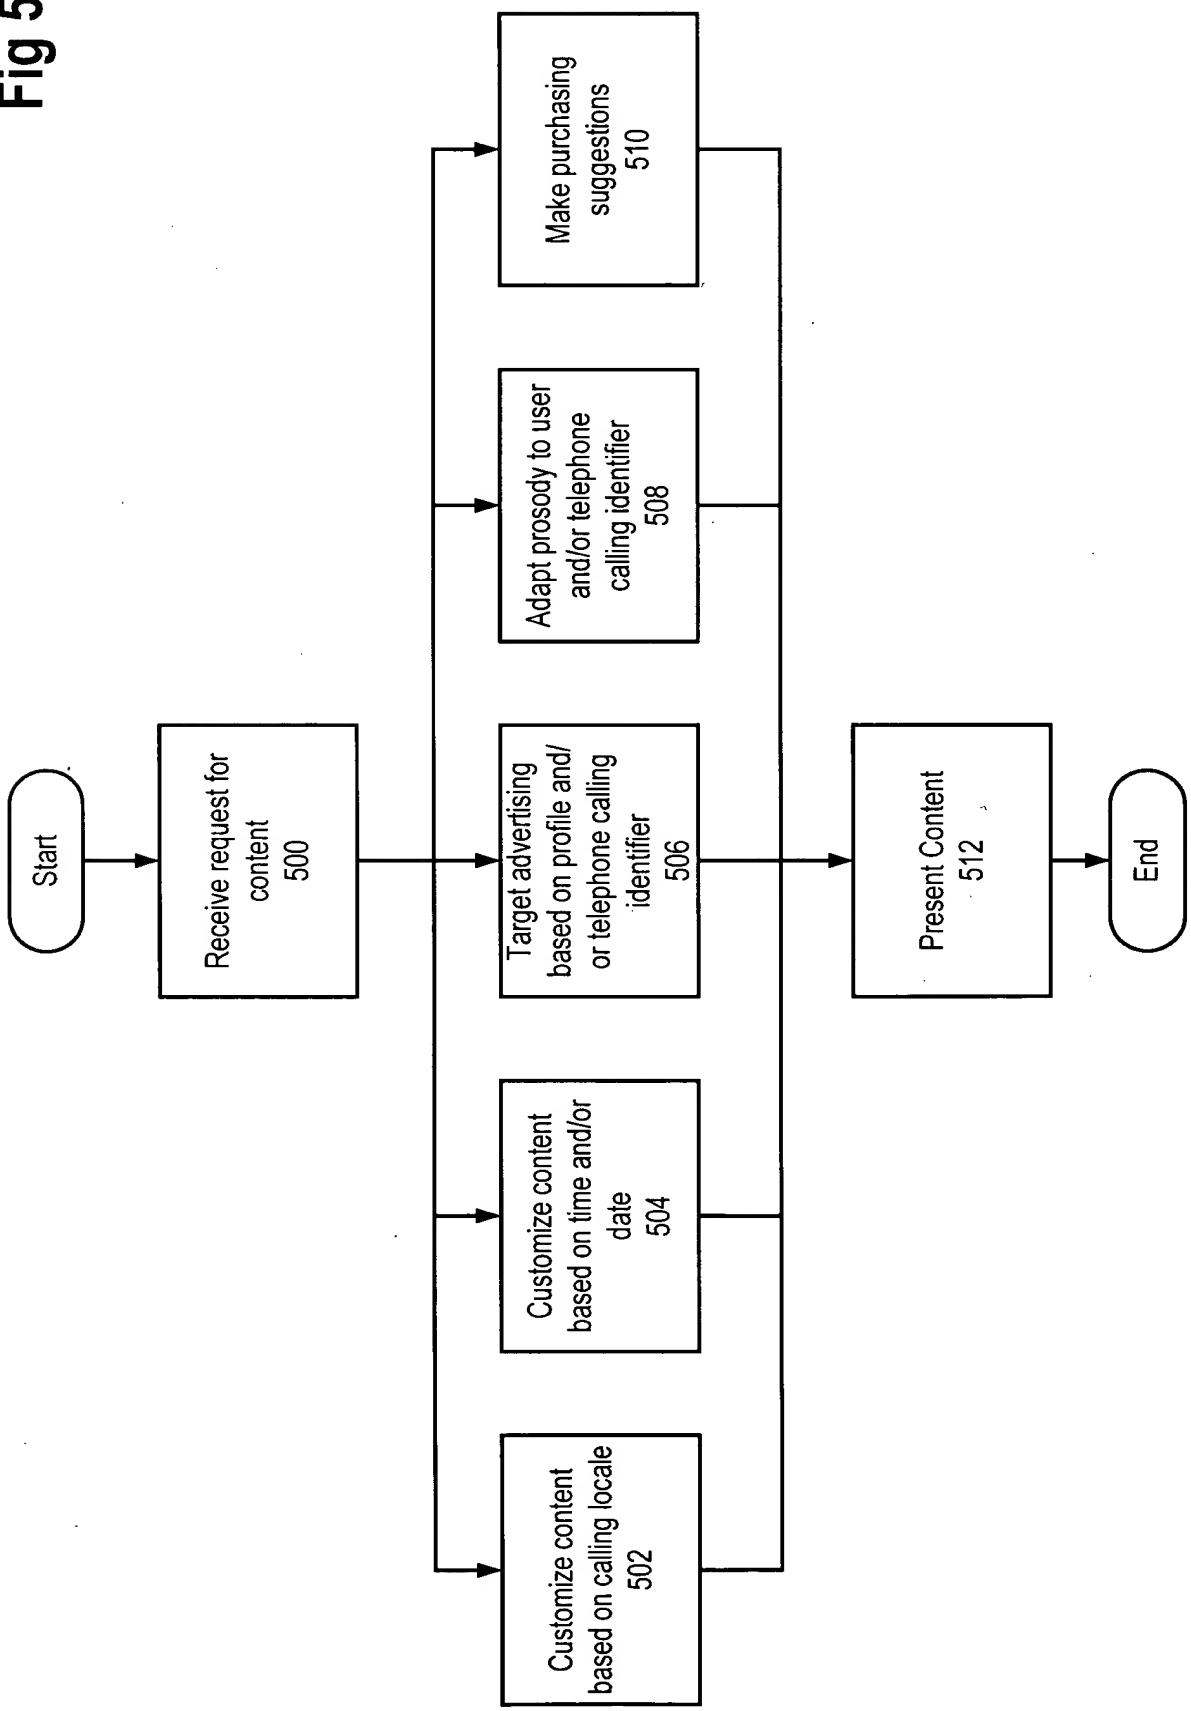 Fig 5
Start
Receive request for
content
500
Customize content
based on calling locale
502
Customize content
based on time and/or
date
504
Target advertising
based on profile and/
or telephone calling
identifier
506
Adapt prosody to user
and/or telephone
calling identifier
508
Make purchasing
suggestions
510
Present Content
512
End